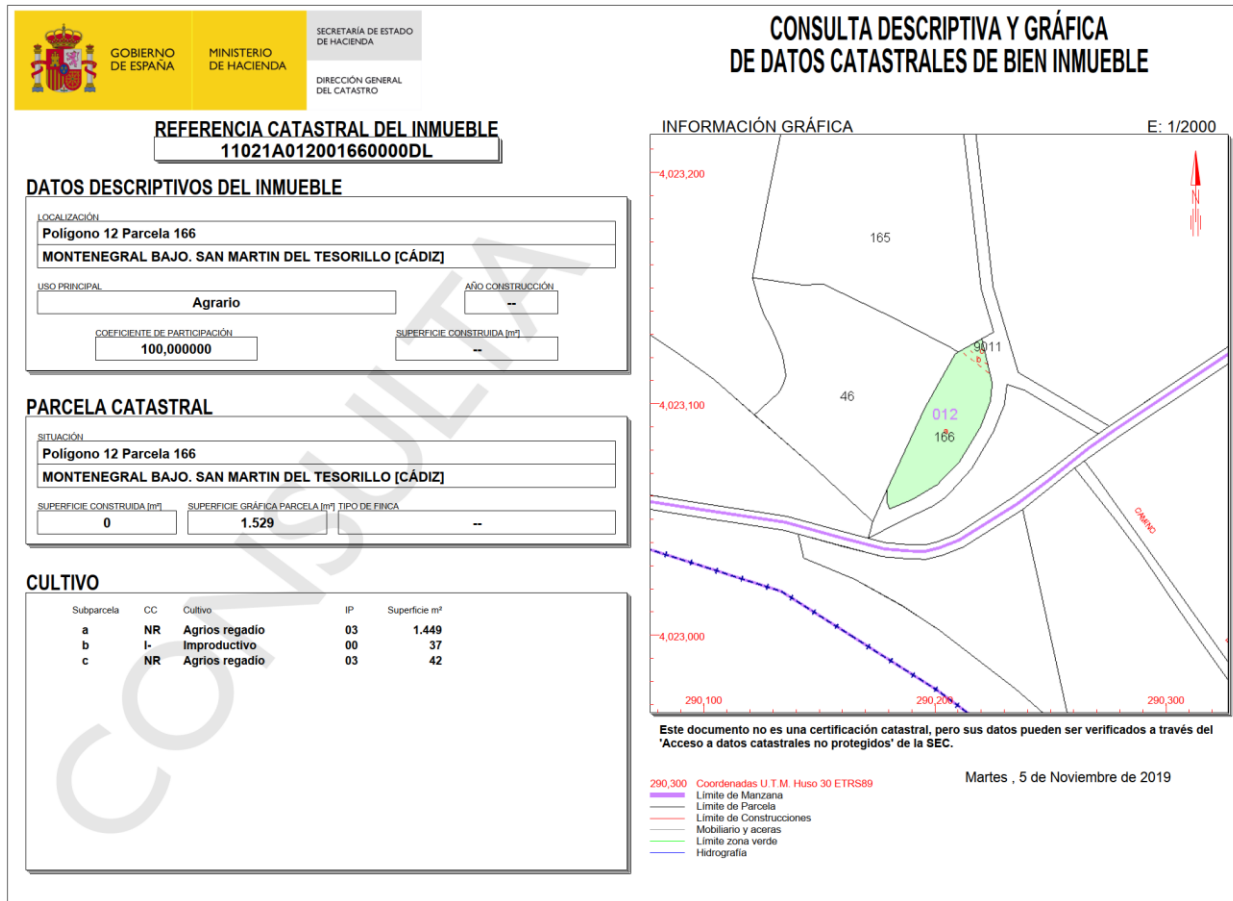 GOBIERNO
DE ESPAÑA
MINISTERIO
DE HACIENDA
SECRETARÍA DE ESTADO
DE HACIENDA
DIRECCIÓN GENERAL
DEL CATASTRO
CONSULTA DESCRIPTIVA Y GRÁFICA
DE DATOS CATASTRALES DE BIEN INMUEBLE
REFERENCIA CATASTRAL DEL INMUEBLE
11021A012001660000DL
DATOS DESCRIPTIVOS DEL INMUEBLE
LOCALIZACIÓN
Polígono 12 Parcela 166
MONTENEGRAL BAJO. SAN MARTIN DEL TESORILLO [CÁDIZ]
USO PRINCIPAL
Agrario
AÑO CONSTRUCCIÓN
--
COEFICIENTE DE PARTICIPACIÓN
100,000000
SUPERFICIE CONSTRUIDA [m²]
--
PARCELA CATASTRAL
SITUACIÓN
Polígono 12 Parcela 166
MONTENEGRAL BAJO. SAN MARTIN DEL TESORILLO [CÁDIZ]
SUPERFICIE CONSTRUIDA [m²]
0
SUPERFICIE GRÁFICA PARCELA [m²]
1.529
TIPO DE FINCA
--
CULTIVO
Subparcela CC Cultivo IP Superficie m²
a NR Agrios regadío 03 1.449
b I- Improductivo 00 37
c NR Agrios regadío 03 42
CONSULTA
INFORMACIÓN GRÁFICA E: 1/2000
4,023,200
N
165
9011
b
46
4,023,100
012
166
CAMINO
4,023,000
290,100 290,200 290,300
Este documento no es una certificación catastral, pero sus datos pueden ser verificados a través del
'Acceso a datos catastrales no protegidos' de la SEC.
Martes , 5 de Noviembre de 2019
290,300 Coordenadas U.T.M. Huso 30 ETRS89
Límite de Manzana
Límite de Parcela
Límite de Construcciones
Mobiliario y aceras
Límite zona verde
Hidrografía